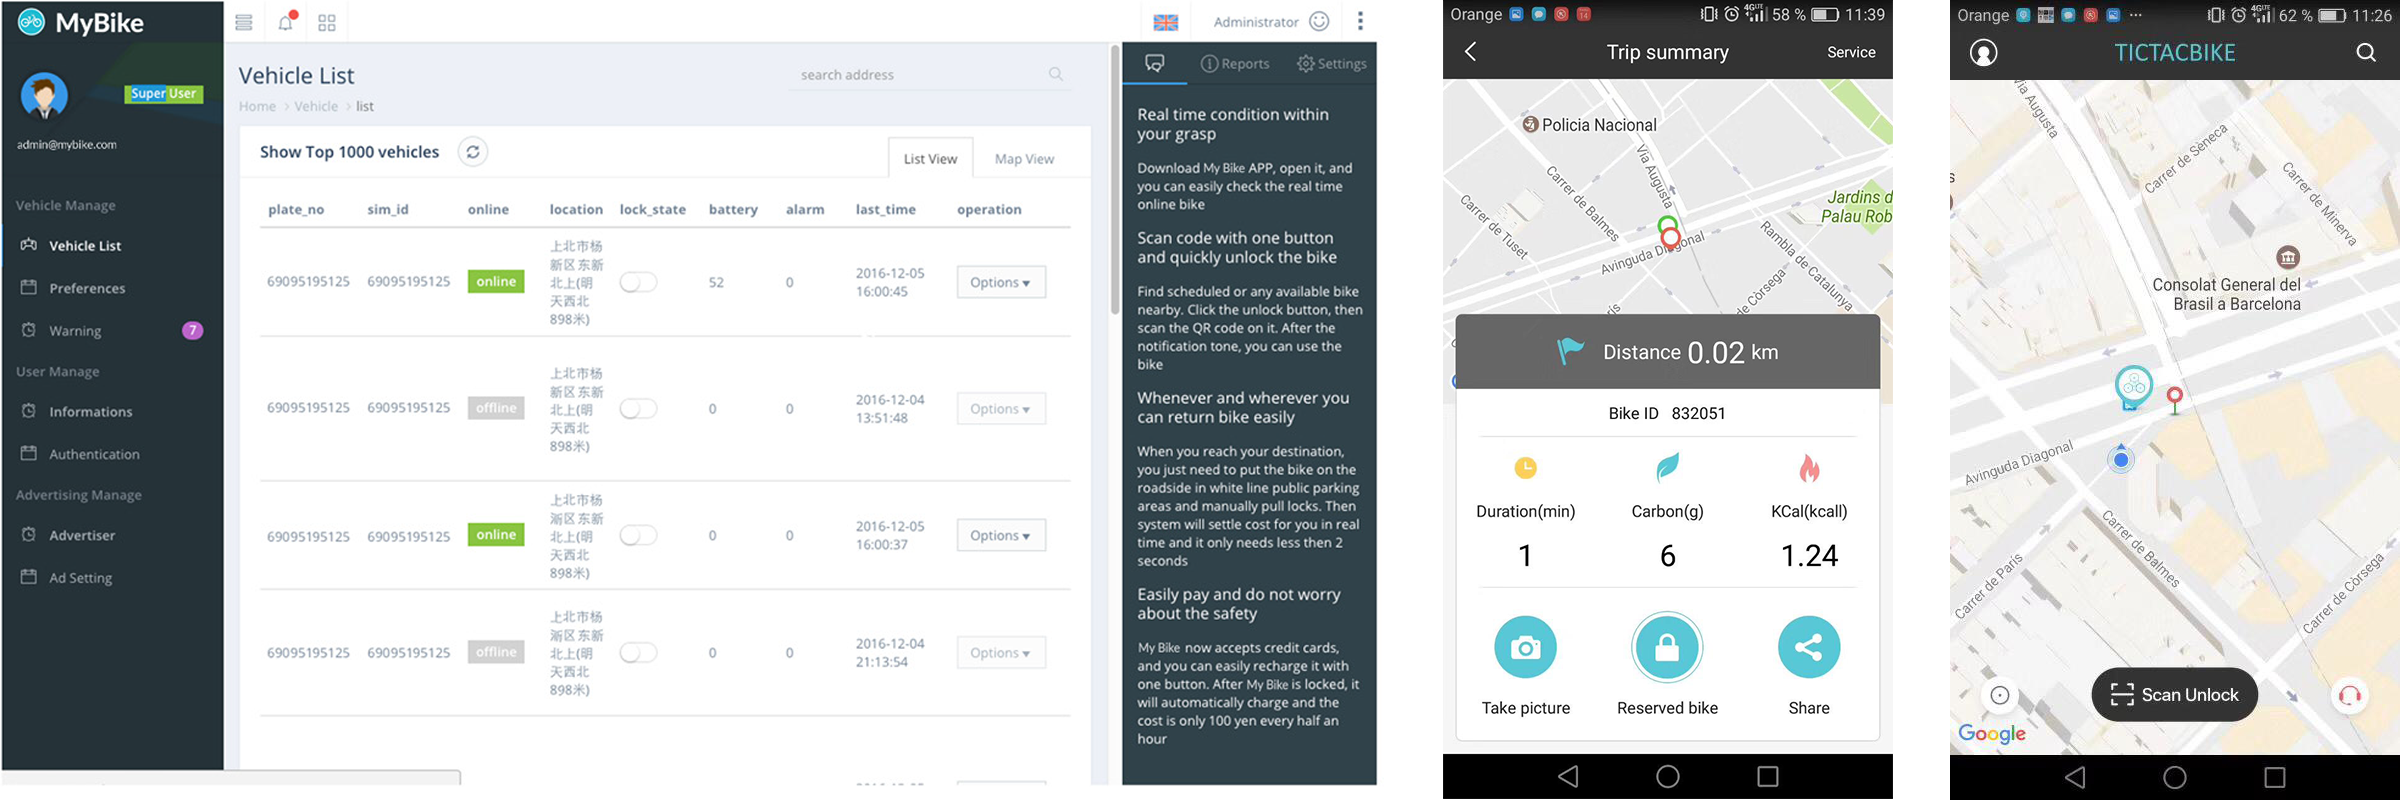 MyBike
Administrator
Super User
admin@mybike.com
Vehicle Manage
Vehicle List
Preferences
Warning
7
User Manage
Informations
Authentication
Advertising Manage
Advertiser
Ad Setting
Vehicle List
search address
Home > Vehicle > list
Show Top 1000 vehicles
List View
Map View
plate_no sim_id online location lock_state battery alarm last_time operation
69095195125 69095195125 online
上北市杨
新区东新
北上(明
天西北
898米)
52 0
2016-12-05
16:00:45
Options
69095195125 69095195125 offline
上北市杨
新区东新
北上(明
天西北
898米)
0 0
2016-12-04
13:51:48
Options
69095195125 69095195125 online
上北市杨
浙区东新
北上(明
天西北
898米)
0 0
2016-12-05
16:00:37
Options
69095195125 69095195125 offline
上北市杨
浙区东新
北上(明
天西北
898米)
0 0
2016-12-04
21:13:54
Options
Reports
Settings
Real time condition within
your grasp
Download My Bike APP, open it, and
you can easily check the real time
online bike
Scan code with one button
and quickly unlock the bike
Find scheduled or any available bike
nearby. Click the unlock button, then
scan the QR code on it. After the
notification tone, you can use the
bike
Whenever and wherever you
can return bike easily
When you reach your destination,
you just need to put the bike on the
roadside in white line public parking
areas and manually pull locks. Then
system will settle cost for you in real
time and it only needs less then 2
seconds
Easily pay and do not worry
about the safety
My Bike now accepts credit cards,
and you can easily recharge it with
one button. After My Bike is locked, it
will automatically charge and the
cost is only 100 yen every half an
hour
Orange 14 4G LTE 58 % 11:39
Trip summary
Service
Policia Nacional
Via Augusta
Carrer de Balmes
Carrer de Tuset
Jardins d
Palau Rob
Avinguda Diagonal
Rambla de Catalunya
de Còrsega
Distance 0.02 km
Bike ID 832051
Duration(min) Carbon(g) KCal(kcall)
1 6 1.24
Take picture Reserved bike Share
Orange ... 4G LTE 62 % 11:26
TICTACBIKE
Via Augusta
Carrer de Sèneca
Carrer de Minerva
Consolat General del
Brasil a Barcelona
Avinguda Diagonal
Carrer de Balmes
Carrer de París
Carrer de Còrsega
Scan Unlock
Google